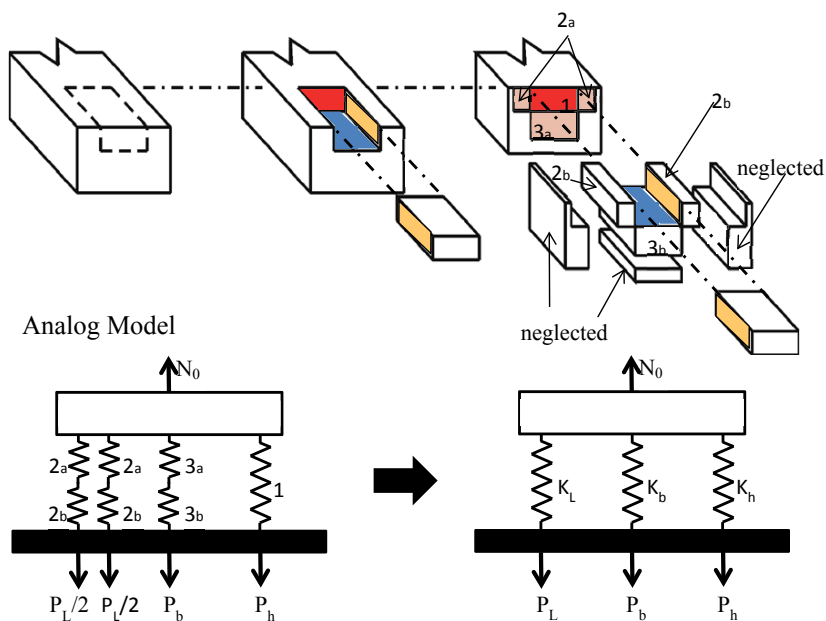 2a
2b
1
3a
2b
neglected
3b
neglected
Analog Model
N0
N0
2a 2a 3a
1
2b 2b 3b
KL Kb Kh
PL/2 PL/2 Pb Ph
PL Pb Ph